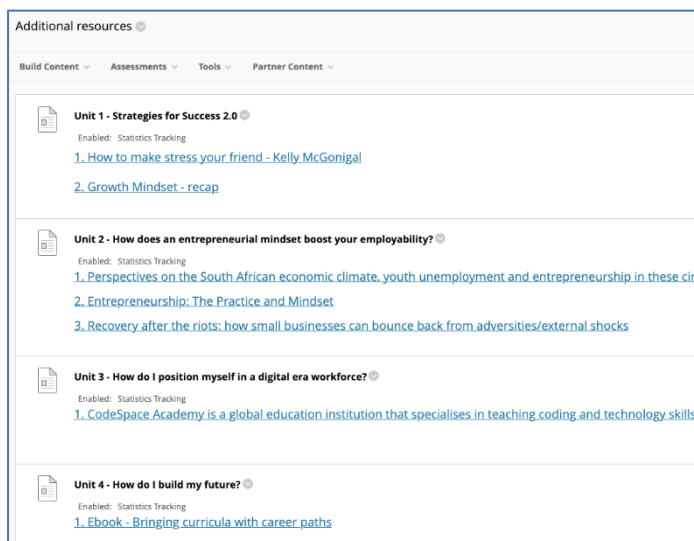 Additional resources
Build Content Assessments Tools Partner Content
Unit 1 - Strategies for Success 2.0
Enabled: Statistics Tracking
1. How to make stress your friend - Kelly McGonigal
2. Growth Mindset - recap
Unit 2 - How does an entrepreneurial mindset boost your employability?
Enabled: Statistics Tracking
1. Perspectives on the South African economic climate, youth unemployment and entrepreneurship in these cir
2. Entrepreneurship: The Practice and Mindset
3. Recovery after the riots: how small businesses can bounce back from adversities/external shocks
Unit 3 - How do I position myself in a digital era workforce?
Enabled: Statistics Tracking
1. CodeSpace Academy is a global education institution that specialises in teaching coding and technology skills
Unit 4 - How do I build my future?
Enabled: Statistics Tracking
1. Ebook - Bringing curricula with career paths